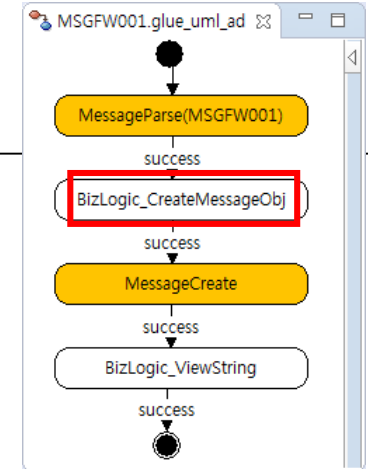 MSGFW001.glue_uml_ad
MessageParse(MSGFW001)
success
BizLogic_CreateMessageObj
success
MessageCreate
success
BizLogic_ViewString
success